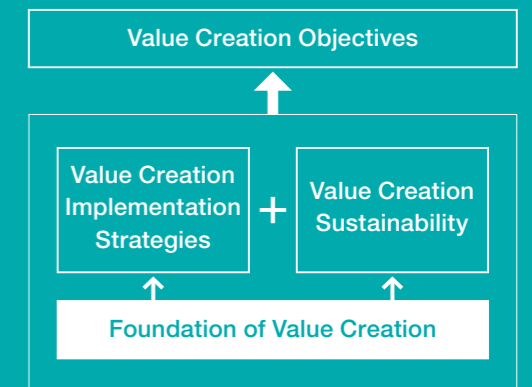 Value Creation Objectives
Value Creation
Implementation
Strategies
+
Value Creation
Sustainability
Foundation of Value Creation